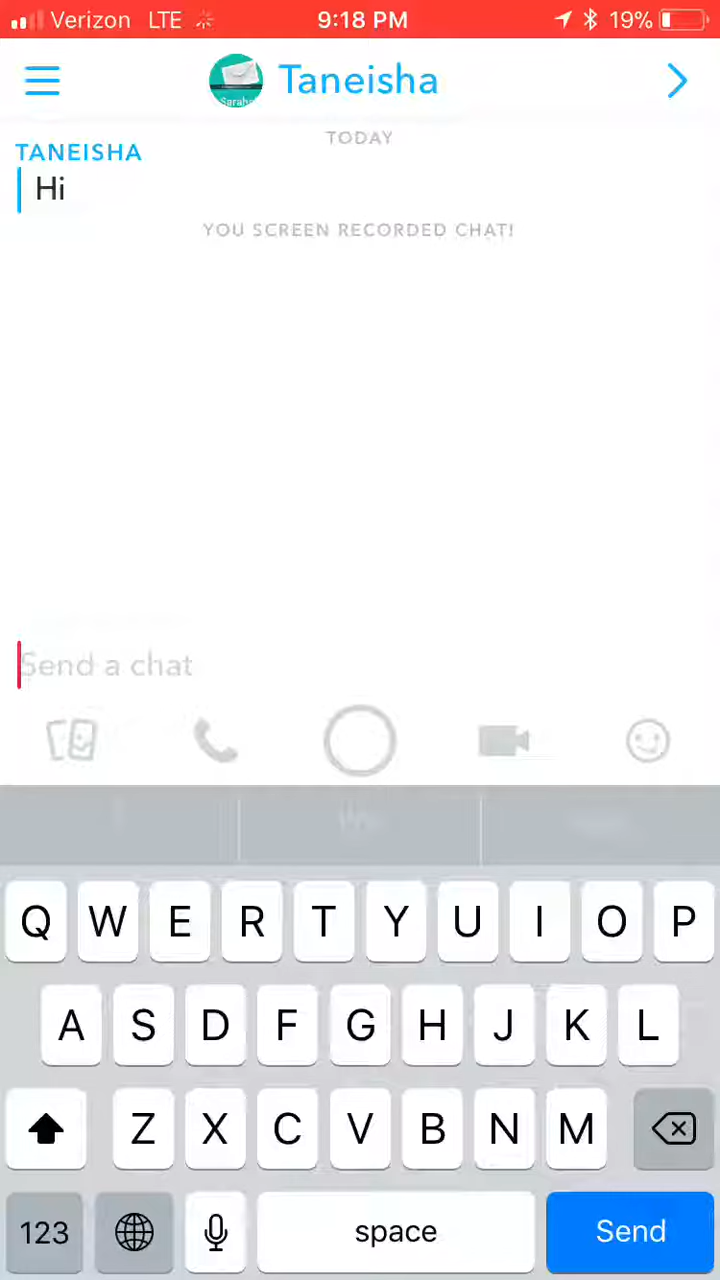 Verizon LTE 9:18 PM 19%
Taneisha
TODAY
TANEISHA
Hi
YOU SCREEN RECORDED CHAT!
Send a chat
Q W E R T Y U I O P
A S D F G H J K L
Z X C V B N M
123 space Send